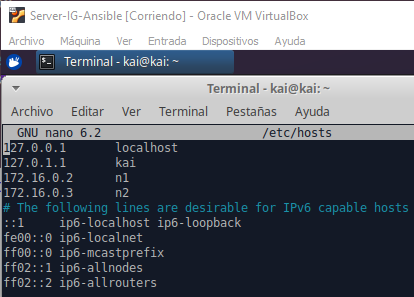 Server-IG-Ansible [Corriendo] - Oracle VM VirtualBox
Archivo Máquina Ver Entrada Dispositivos Ayuda
Terminal - kai@kai: ~
Terminal - kai@kai: ~
Archivo Editar Ver Terminal Pestañas Ayuda
GNU nano 6.2 /etc/hosts
127.0.0.1 localhost
127.0.1.1 kai
172.16.0.2 n1
172.16.0.3 n2
# The following lines are desirable for IPv6 capable hosts
::1 ip6-localhost ip6-loopback
fe00::0 ip6-localnet
ff00::0 ip6-mcastprefix
ff02::1 ip6-allnodes
ff02::2 ip6-allrouters